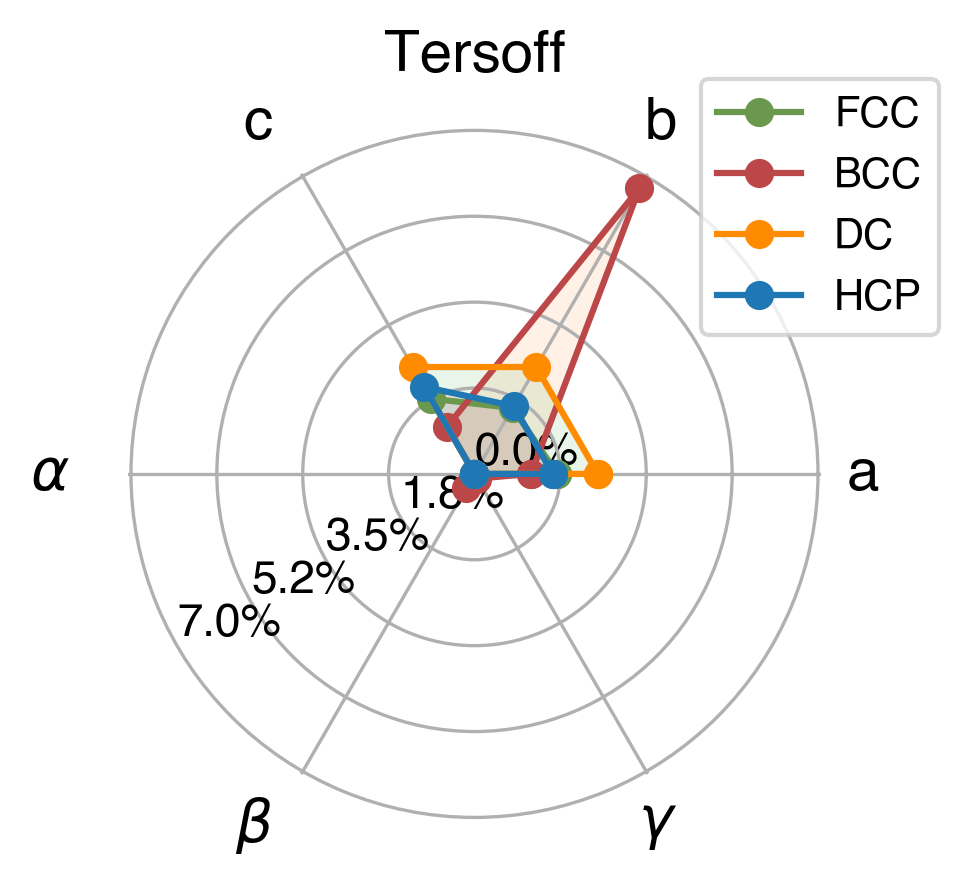 Tersoff
c
b
FCC
BCC
DC
HCP
α
a
0.0%
1.8%
3.5%
5.2%
7.0%
β
γ